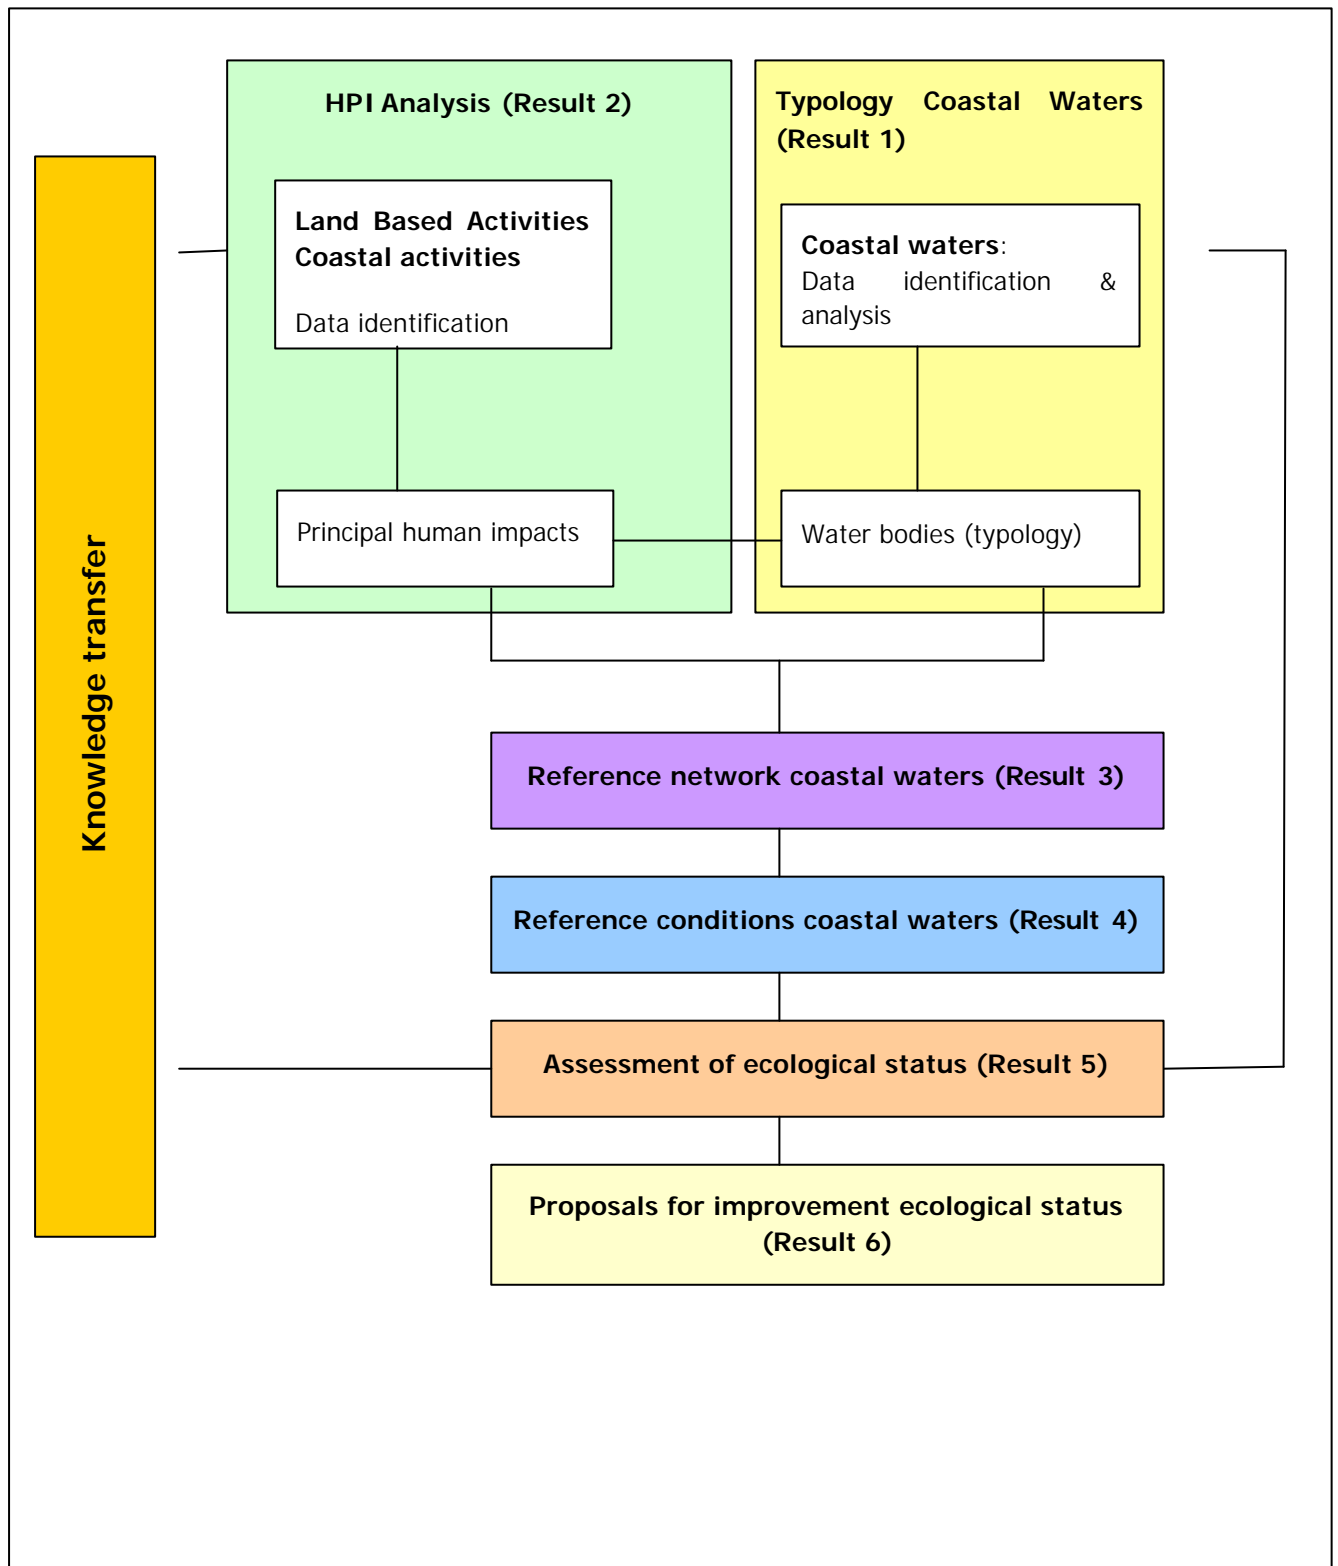 HPI Analysis (Result 2)
Typology Coastal Waters
(Result 1)
Land Based Activities
Coastal activities
Data identification
Coastal waters:
Data identification &
analysis
Principal human impacts
Water bodies (typology)
Knowledge transfer
Reference network coastal waters (Result 3)
Reference conditions coastal waters (Result 4)
Assessment of ecological status (Result 5)
Proposals for improvement ecological status
(Result 6)